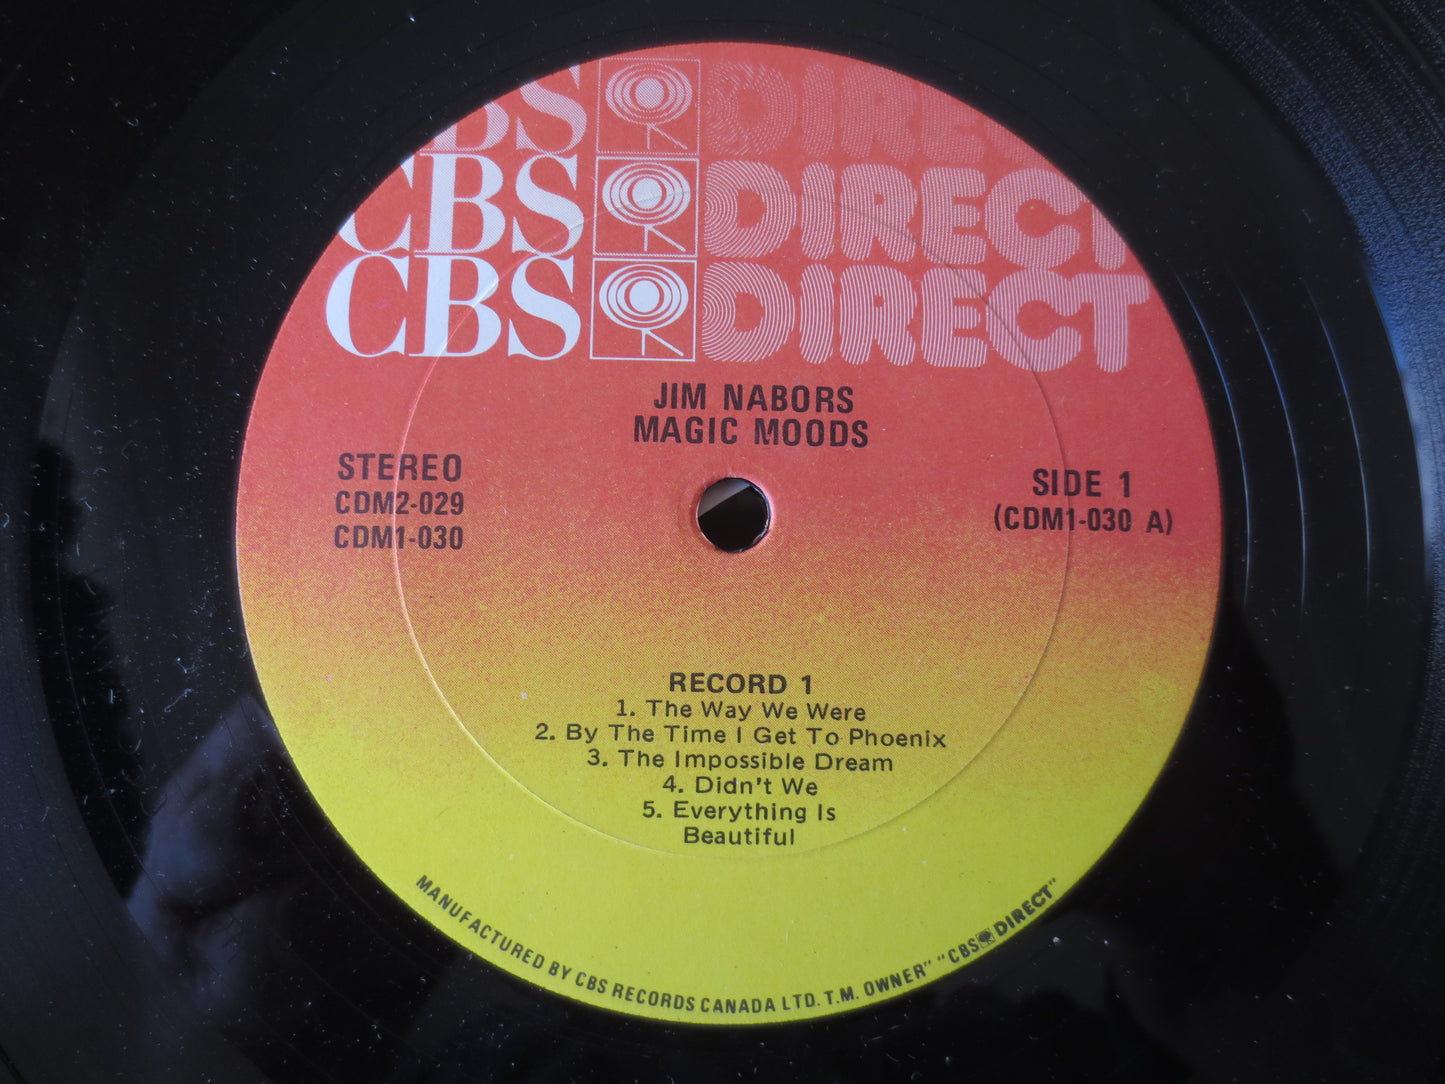 CBS DIRECT
CBS DIRECT
CBS DIRECT
JIM NABORS
MAGIC MOODS
STEREO
CDM2-029
CDM1-030
SIDE 1
(CDM1-030 A)
RECORD 1
1. The Way We Were
2. By The Time I Get To Phoenix
3. The Impossible Dream
4. Didn't We
5. Everything Is
Beautiful
MANUFACTURED BY CBS RECORDS CANADA LTD. T.M. OWNER" "CBS DIRECT"